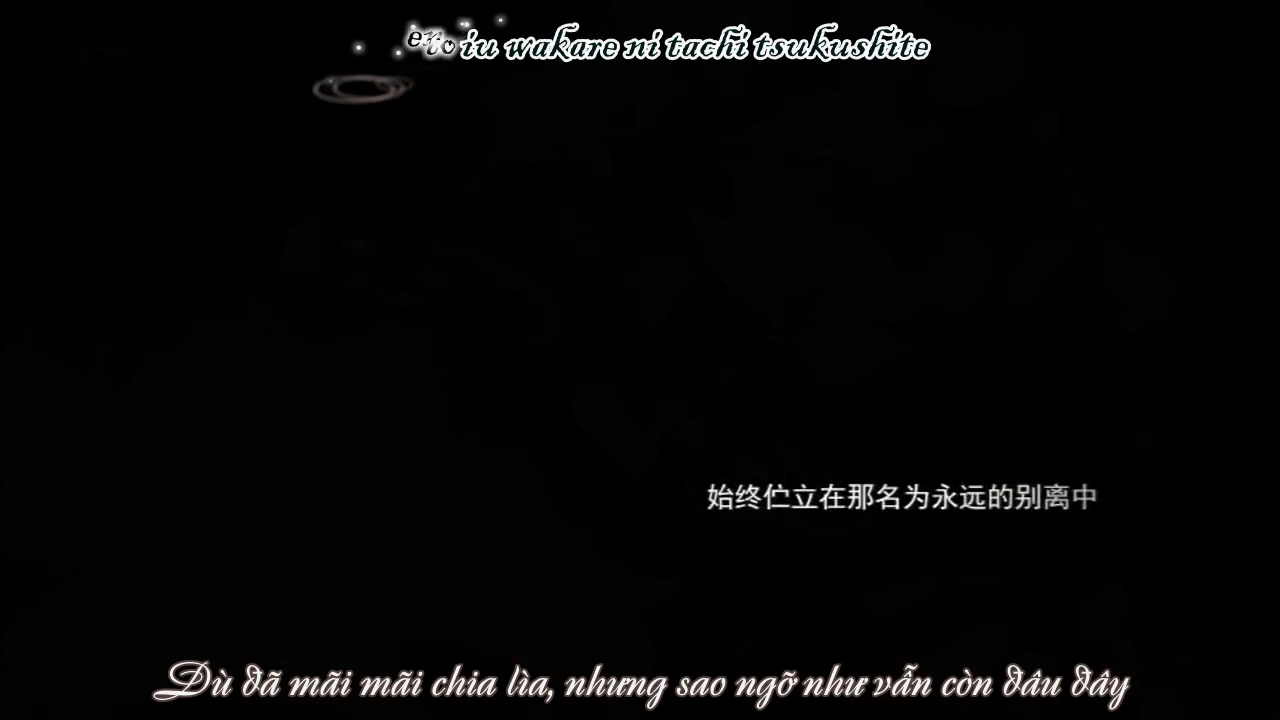 to iu wakare ni tachi tsukushite
始终伫立在那名为永远的别离中
Dù đã mãi mãi chia lìa, nhưng sao ngỡ như vẫn còn đâu đây